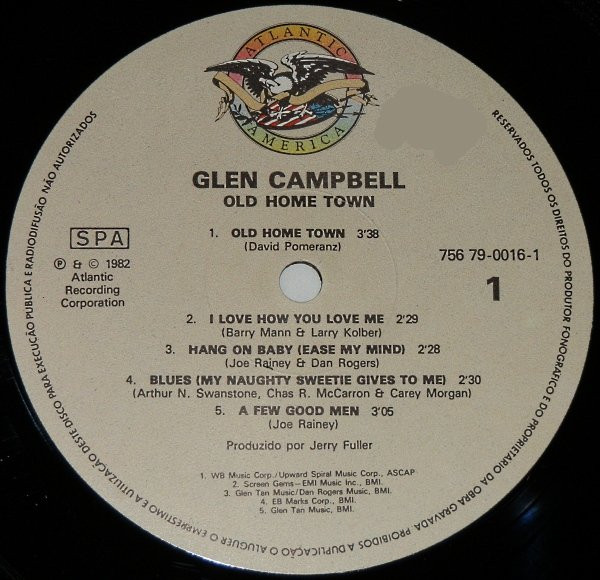 ATLANTIC
AMERICA
GLEN CAMPBELL
OLD HOME TOWN
1. OLD HOME TOWN 3'38
(David Pomeranz)
SPA
℗ & © 1982
Atlantic
Recording
Corporation
756 79-0016-1
1
2. I LOVE HOW YOU LOVE ME 2'29
(Barry Mann & Larry Kolber)
3. HANG ON BABY (EASE MY MIND) 2'28
(Joe Rainey & Dan Rogers)
4. BLUES (MY NAUGHTY SWEETIE GIVES TO ME) 2'30
(Arthur N. Swanstone, Chas R. McCarron & Carey Morgan)
5. A FEW GOOD MEN 3'05
(Joe Rainey)
Produzido por Jerry Fuller
1. WB Music Corp./Upward Spiral Music Corp., ASCAP
2. Screen Gems–EMI Music Inc., BMI.
3. Glen Tan Music/Dan Rogers Music, BMI.
4. EB Marks Corp., BMI.
5. Glen Tan Music, BMI.
RESERVADOS TODOS OS DIREITOS DO PRODUTOR FONOGRAFICO E DO PROPRIETARIO DA OBRA GRAVADA. PROIBIDOS A DUPLICAÇÃO O ALUGUER O EMPRESTIMO E A UTILIZAÇÃO DESTE DISCO PARA EXECUÇÃO PUBLICA E RADIODIFUSÃO NÃO AUTORIZADOS